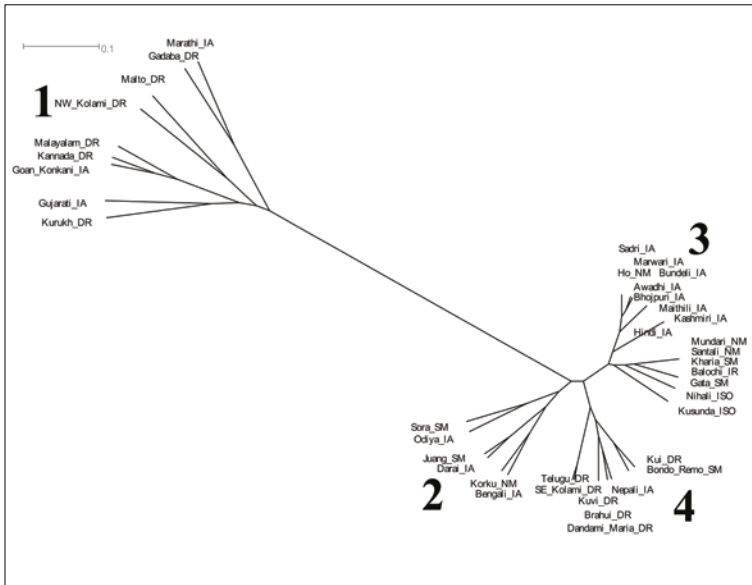 0.1
1
Marathi_IA
Gadaba_DR
Malto_DR
NW_Kolami_DR
Malayalam_DR
Kannada_DR
Goan_Konkani_IA
Gujarati_IA
Kurukh_DR
3
Sadri_IA
Marwari_IA
Ho_NM Bundeli_IA
Awadhi_IA
Bhojpuri_IA
Maithili_IA
Kashmiri_IA
Hindi_IA
Mundari_NM
Santali_NM
Kharia_SM
Balochi_IR
Gata_SM
Nihali_ISO
Kusunda_ISO
2
Sora_SM
Odiya_IA
Juang_SM
Darai_IA
Korku_NM
Bengali_IA
4
Kui_DR
Bondo_Remo_SM
Telugu_DR
SE_Kolami_DR Nepali_IA
Kuvi_DR
Brahui_DR
Dandami_Maria_DR